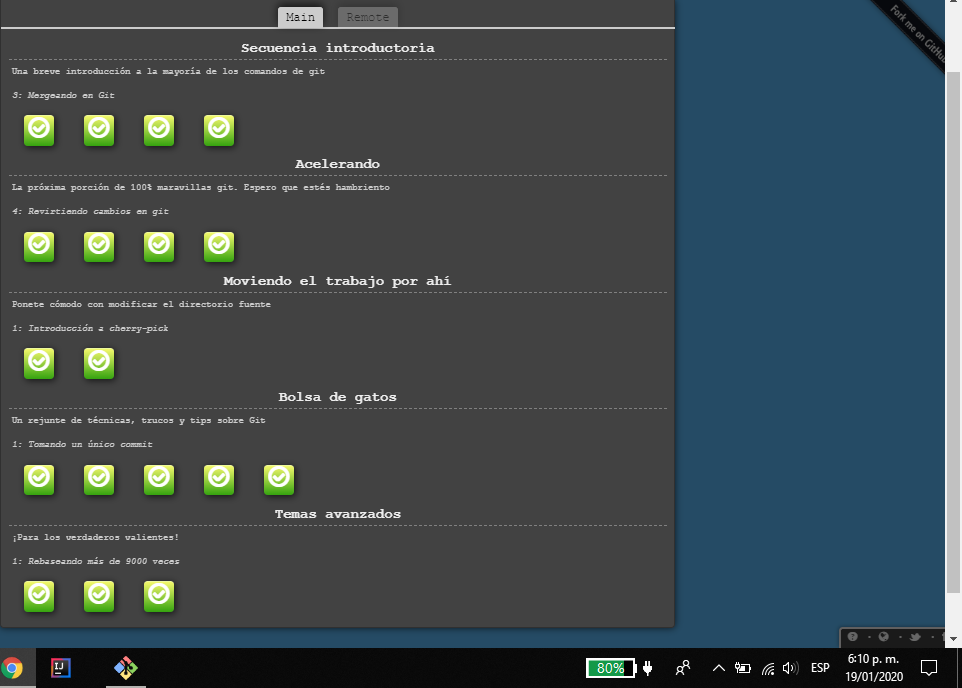 Main
Remote
Fork me on GitHub
Secuencia introductoria
Una breve introducción a la mayoría de los comandos de git
3: Mergeando en Git
Acelerando
La próxima porción de 100% maravillas git. Espero que estés hambriento
4: Revirtiendo cambios en git
Moviendo el trabajo por ahí
Ponete cómodo con modificar el directorio fuente
1: Introducción a cherry-pick
Bolsa de gatos
Un rejunte de técnicas, trucos y tips sobre Git
1: Tomando un único commit
Temas avanzados
¡Para los verdaderos valientes!
1: Rebaseando más de 9000 veces
IJ
80%
ESP
6:10 p. m.
19/01/2020